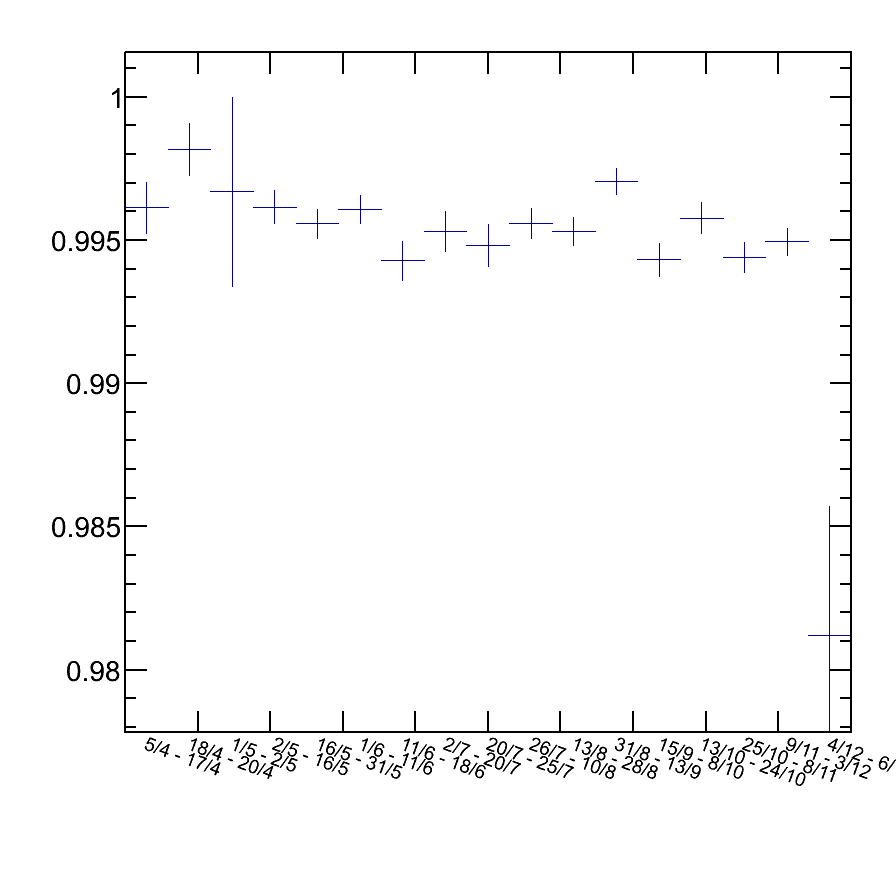 1
0.995
0.99
0.985
0.98
5/4 - 17/4
18/4 - 20/4
1/5 - 2/5
2/5 - 16/5
16/5 - 31/5
1/6 - 11/6
11/6 - 18/6
2/7 - 20/7
20/7 - 25/7
26/7 - 10/8
13/8 - 28/8
31/8 - 13/9
15/9 - 8/10
13/10 - 24/10
25/10 - 8/11
9/11 - 3/12
4/12 - 6/